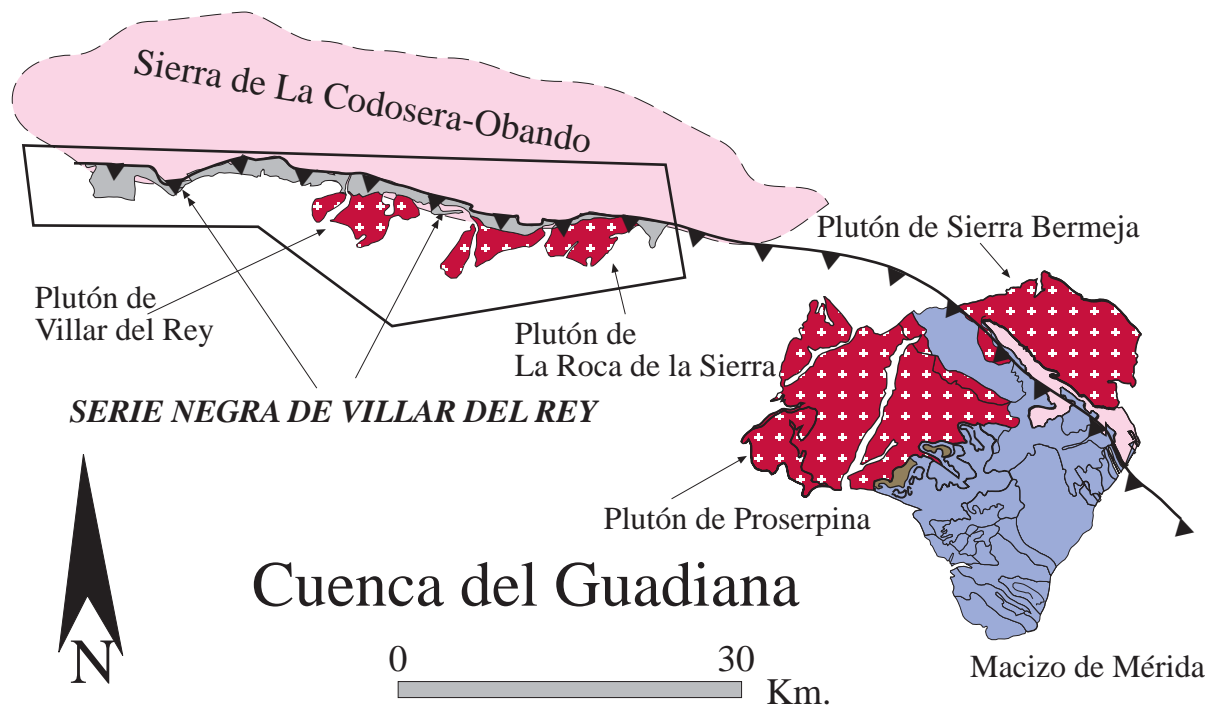 Sierra de La Codosera-Obando
Plutón de Sierra Bermeja
Plutón de
Villar del Rey
Plutón de
La Roca de la Sierra
SERIE NEGRA DE VILLAR DEL REY
Plutón de Proserpina
Cuenca del Guadiana
N
0 30
Km.
Macizo de Mérida